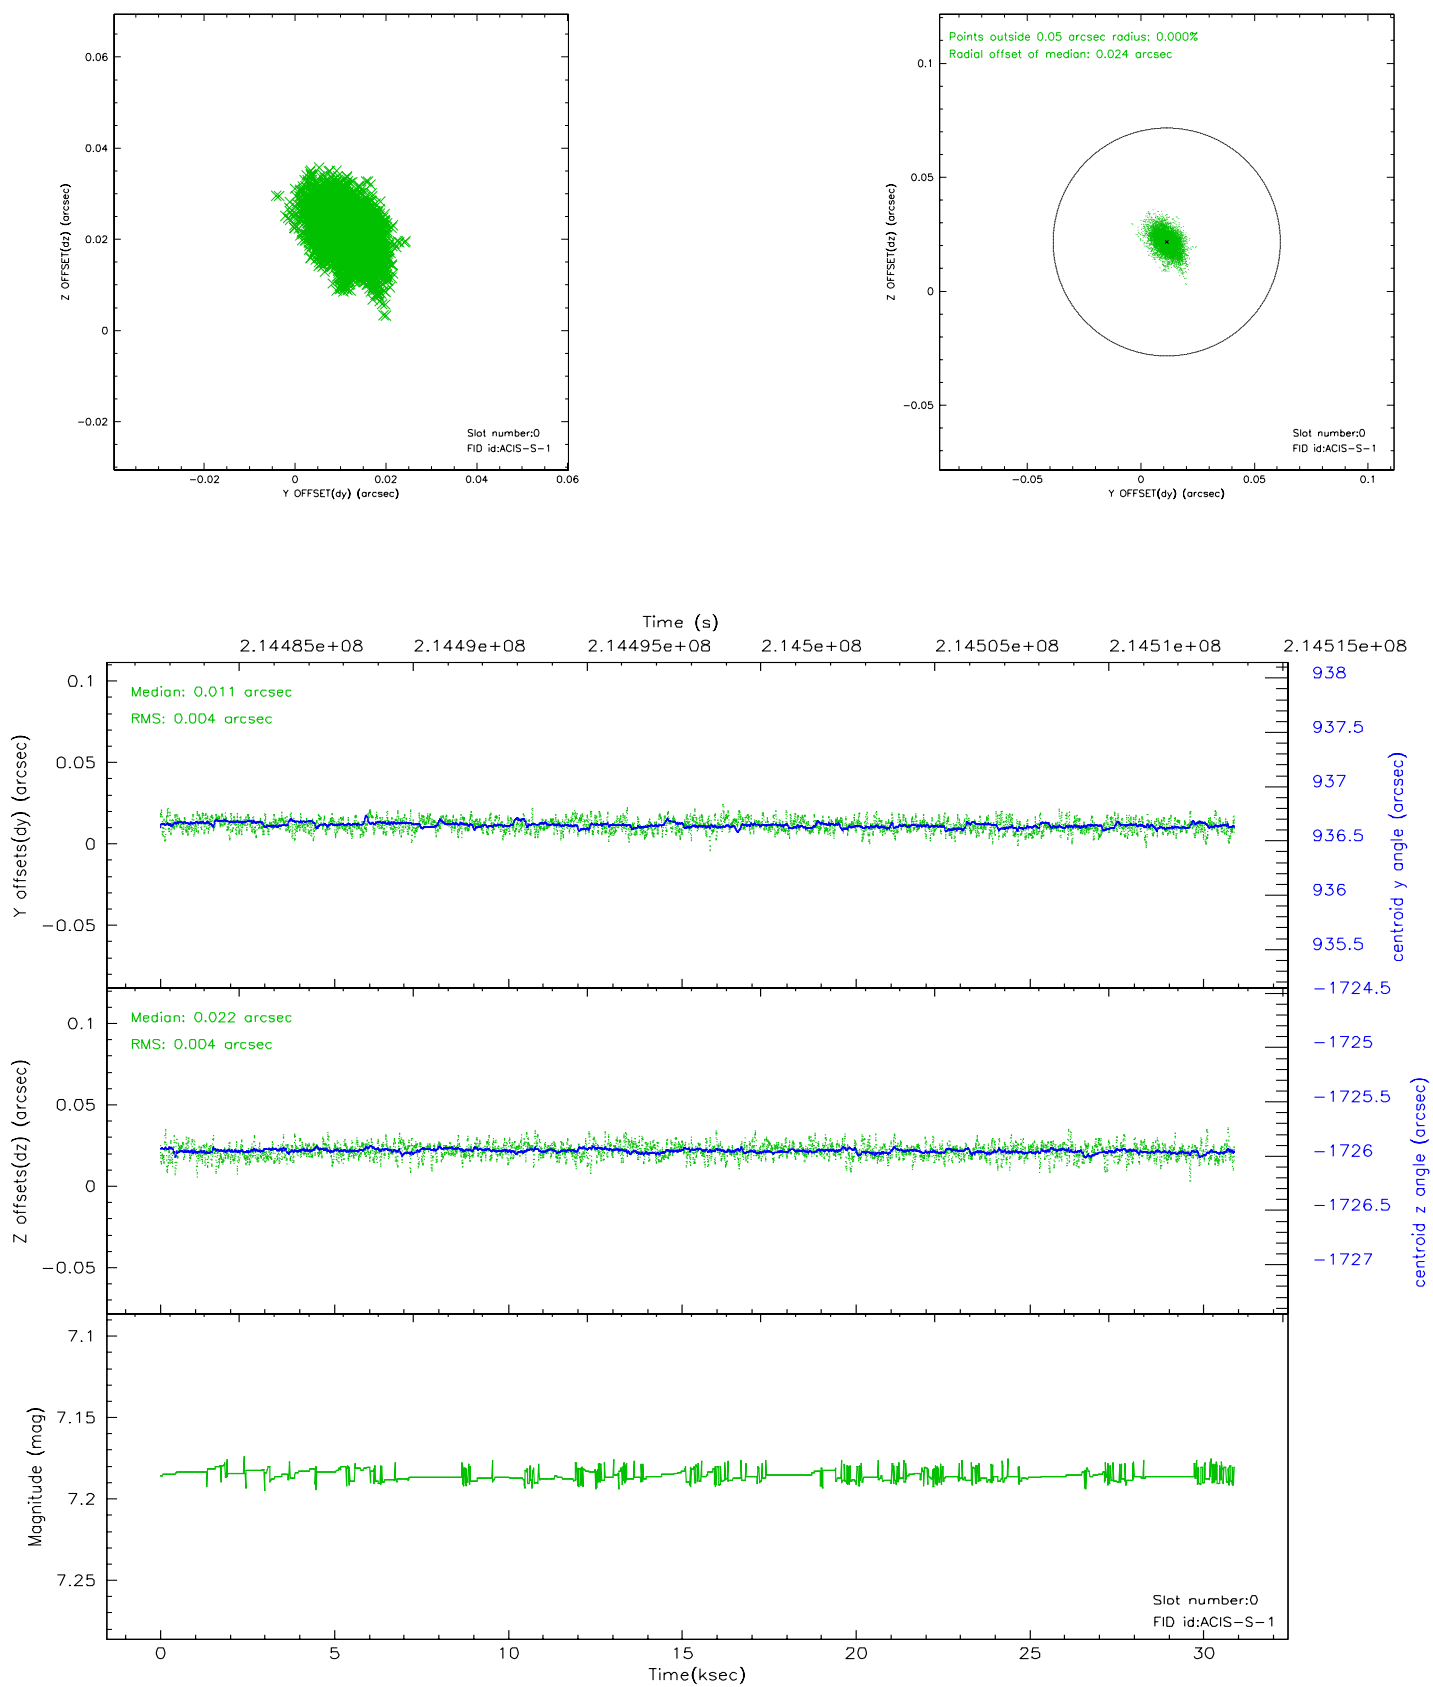 0.06
0.04
0.02
0
-0.02
Z OFFSET(dz) (arcsec)
Slot number:0
FID id:ACIS-S-1
-0.02 0 0.02 0.04 0.06
Y OFFSET(dy) (arcsec)
Points outside 0.05 arcsec radius: 0.000%
Radial offset of median: 0.024 arcsec
0.1
0.05
0
-0.05
Z OFFSET(dz) (arcsec)
Slot number:0
FID id:ACIS-S-1
-0.05 0 0.05 0.1
Y OFFSET(dy) (arcsec)
Time (s)
2.14485e+08 2.1449e+08 2.14495e+08 2.145e+08 2.14505e+08 2.1451e+08 2.14515e+08
Median: 0.011 arcsec
RMS: 0.004 arcsec
0.1
0.05
0
-0.05
Y offsets(dy) (arcsec)
938
937.5
937
936.5
936
935.5
centroid y angle (arcsec)
Median: 0.022 arcsec
RMS: 0.004 arcsec
0.1
0.05
0
-0.05
Z offsets(dz) (arcsec)
-1724.5
-1725
-1725.5
-1726
-1726.5
-1727
centroid z angle (arcsec)
7.1
7.15
7.2
7.25
Magnitude (mag)
Slot number:0
FID id:ACIS-S-1
0 5 10 15 20 25 30
Time(ksec)